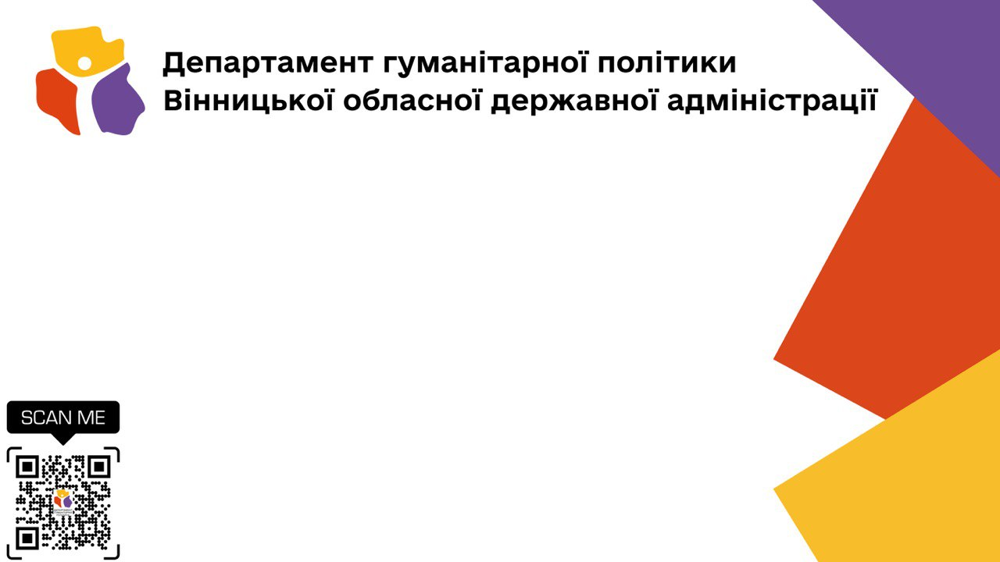 Департамент гуманітарної політики
Вінницької обласної державної адміністрації
SCAN ME